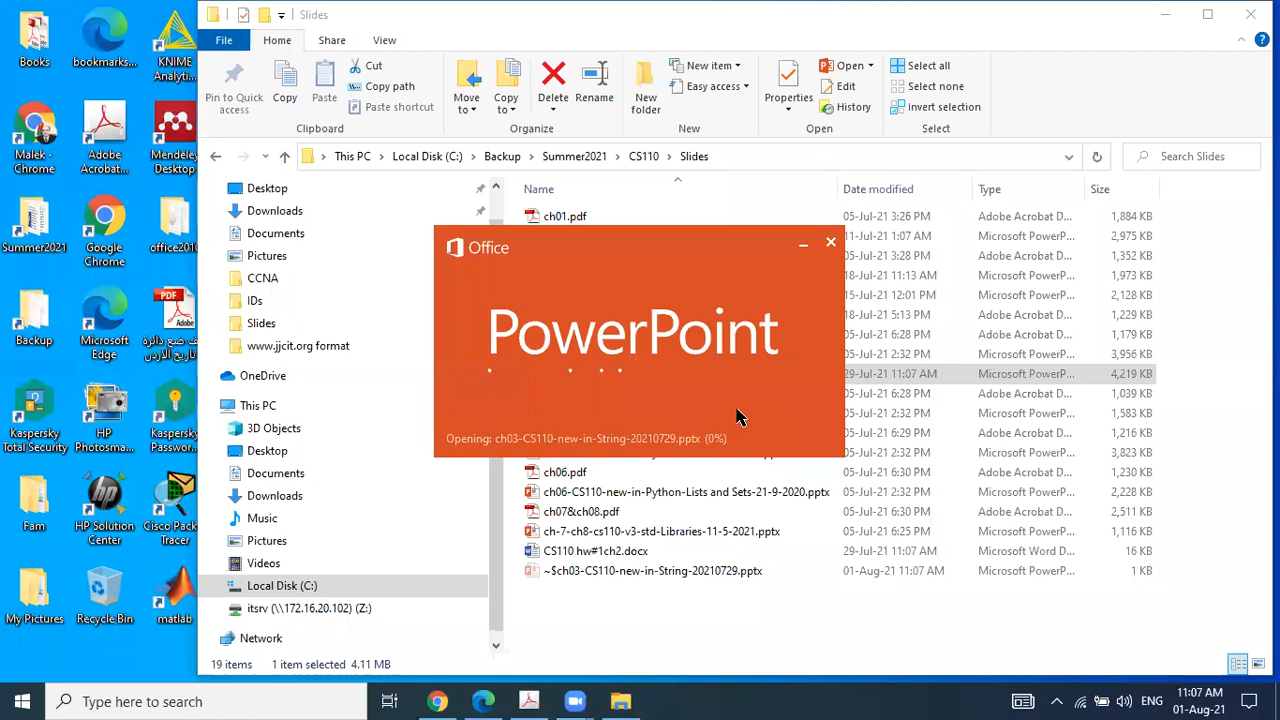 Books
bookmarks...
KNIME
Analyti...
Malek -
Chrome
Adobe
Acrobat...
Mendeley
Desktop
Summer2021
Google
Chrome
office2010
Backup
Microsoft
Edge
PDF
Adobe
تاريخ الاردن
Kaspersky
Total Security
HP
Photosma...
Kaspersky
Password...
Fam
HP Solution
Center
Cisco Pack
Tracer
My Pictures
Recycle Bin
matlab
Slides
File
Home
Share
View
Pin to Quick
access
Copy
Paste
Cut
Copy path
Paste shortcut
Clipboard
Move
to
Copy
to
Delete
Rename
Organize
New
folder
New item
Easy access
New
Properties
Open
Edit
History
Open
Select all
Select none
Invert selection
Select
This PC
Local Disk (C:)
Backup
Summer2021
CS110
Slides
Search Slides
Desktop
Downloads
Documents
Pictures
CCNA
IDs
Slides
www.jjcit.org format
OneDrive
This PC
3D Objects
Desktop
Documents
Downloads
Music
Pictures
Videos
Local Disk (C:)
itsrv (\\172.16.20.102) (Z:)
Network
Name Date modified Type Size
ch01.pdf 05-Jul-21 3:26 PM Adobe Acrobat D... 1,884 KB
11-Jul-21 1:07 AM Microsoft PowerP... 2,975 KB
05-Jul-21 3:28 PM Adobe Acrobat D... 1,352 KB
18-Jul-21 11:13 AM Microsoft PowerP... 1,973 KB
15-Jul-21 12:01 PM Microsoft PowerP... 2,128 KB
18-Jul-21 5:13 PM Microsoft PowerP... 1,229 KB
05-Jul-21 6:28 PM Adobe Acrobat D... 1,179 KB
05-Jul-21 2:32 PM Microsoft PowerP... 3,956 KB
29-Jul-21 11:07 AM Microsoft PowerP... 4,219 KB
05-Jul-21 6:28 PM Adobe Acrobat D... 1,039 KB
05-Jul-21 2:32 PM Microsoft PowerP... 1,583 KB
05-Jul-21 6:29 PM Adobe Acrobat D... 1,216 KB
05-Jul-21 2:32 PM Microsoft PowerP... 3,823 KB
ch06.pdf 05-Jul-21 6:30 PM Adobe Acrobat D... 1,230 KB
ch06-CS110-new-in-Python-Lists and Sets-21-9-2020.pptx 05-Jul-21 2:32 PM Microsoft PowerP... 2,228 KB
ch07&ch08.pdf 05-Jul-21 6:30 PM Adobe Acrobat D... 2,511 KB
ch-7-ch8-cs110-v3-std-Libraries-11-5-2021.pptx 05-Jul-21 6:25 PM Microsoft PowerP... 1,116 KB
CS110 hw#1ch2.docx 29-Jul-21 11:07 AM Microsoft Word D... 16 KB
~$ch03-CS110-new-in-String-20210729.pptx 01-Aug-21 11:07 AM Microsoft PowerP... 1 KB
Office
PowerPoint
Opening: ch03-CS110-new-in-String-20210729.pptx (0%)
19 items 1 item selected 4.11 MB
Type here to search
ENG
11:07 AM
01-Aug-21